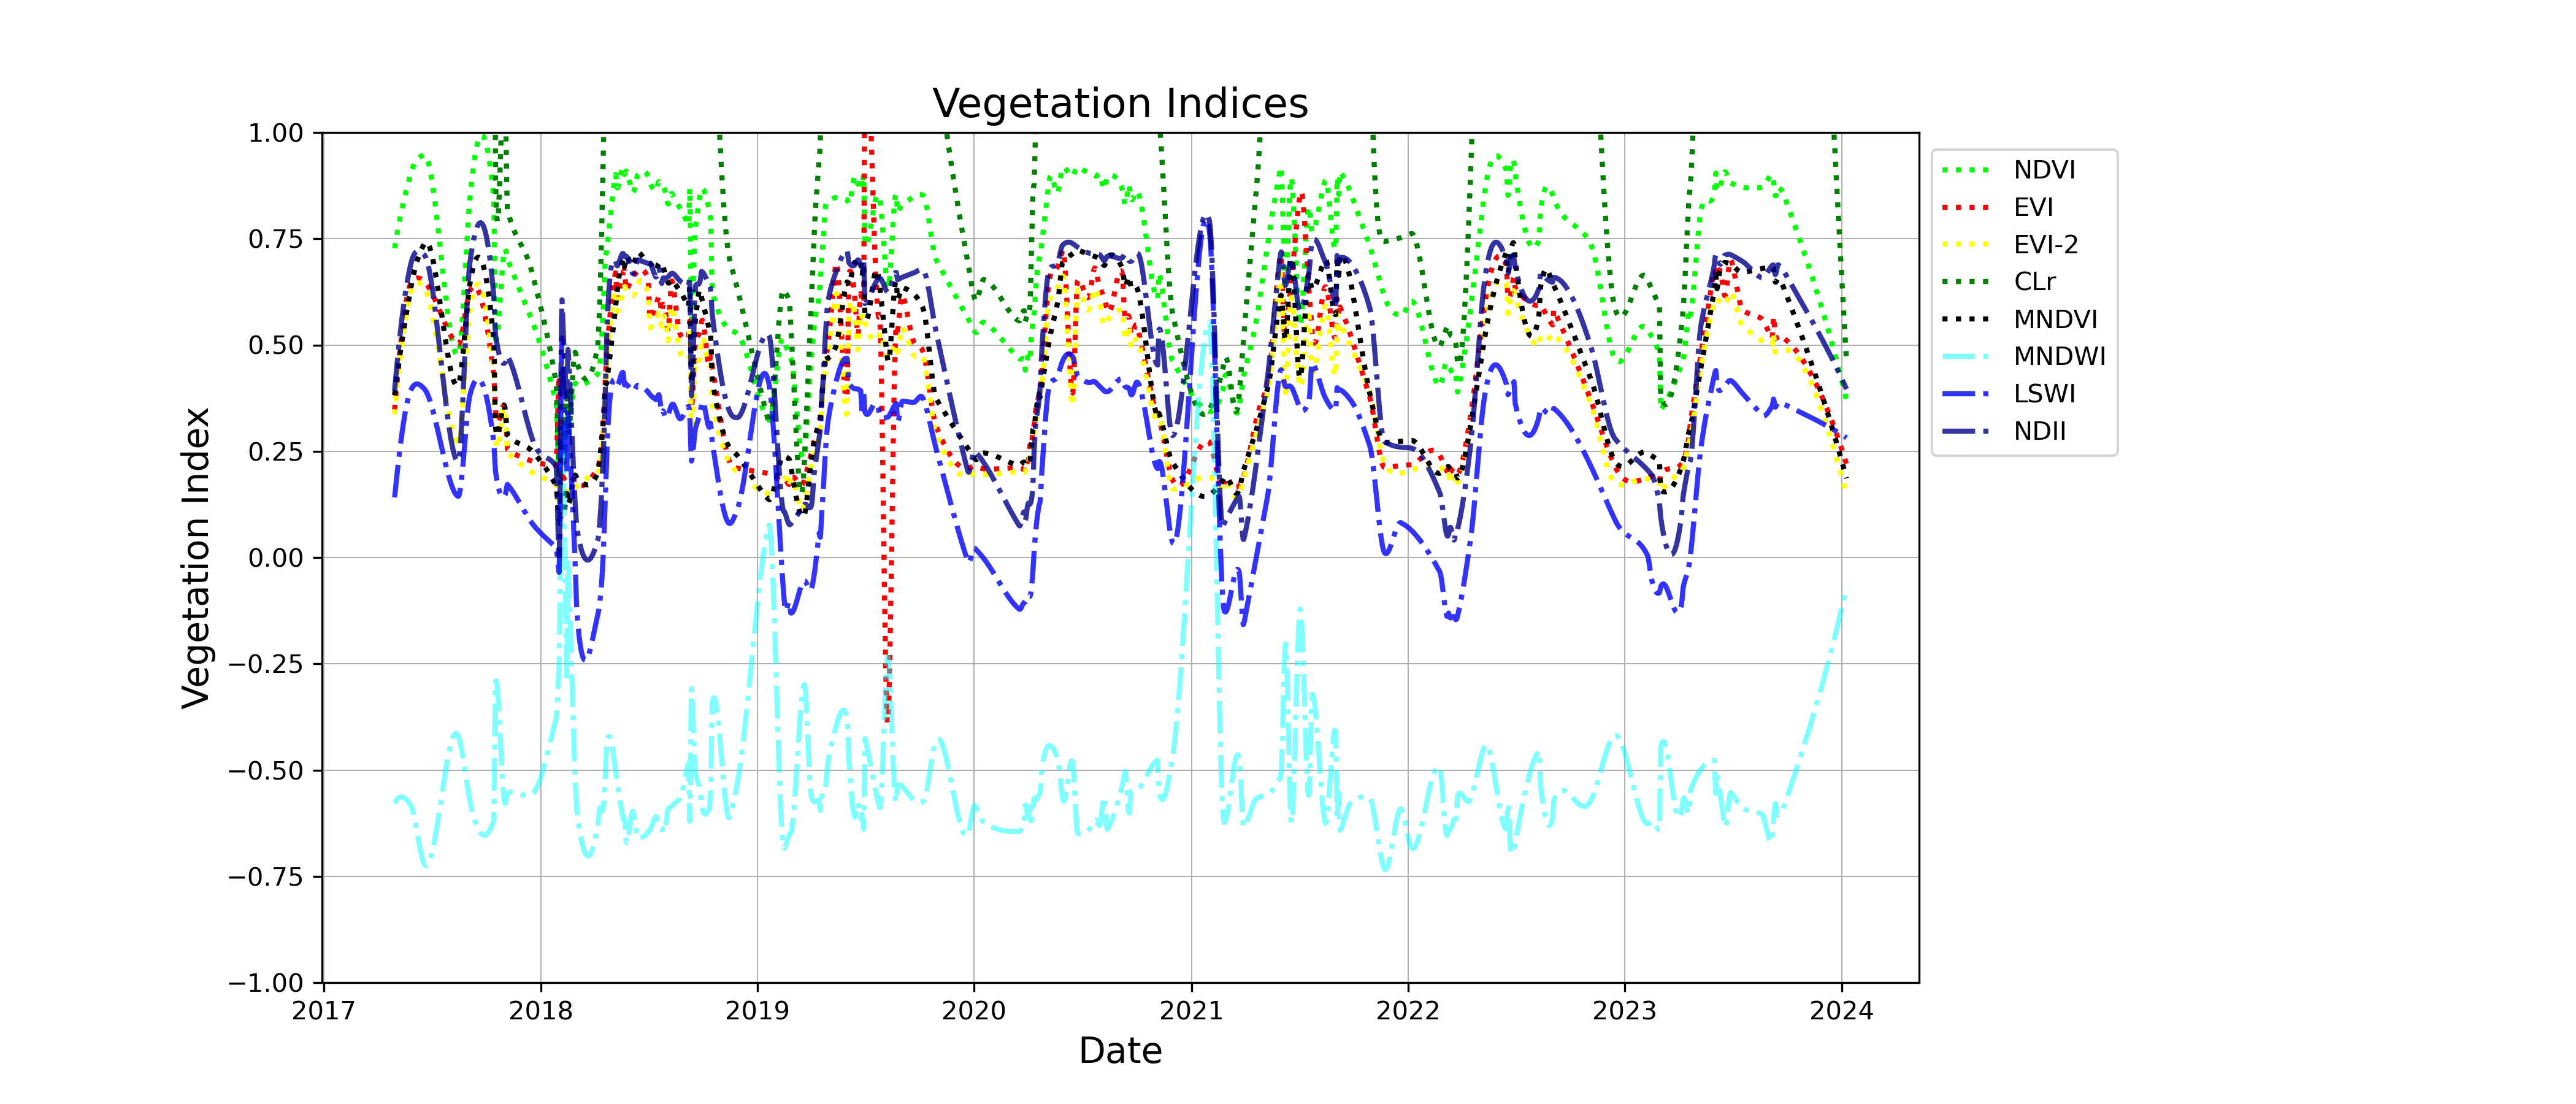 Vegetation Indices
1.00
0.75
0.50
0.25
0.00
−0.25
−0.50
−0.75
−1.00
Vegetation Index
2017 2018 2019 2020 2021 2022 2023 2024
Date
NDVI
EVI
EVI-2
CLr
MNDVI
MNDWI
LSWI
NDII